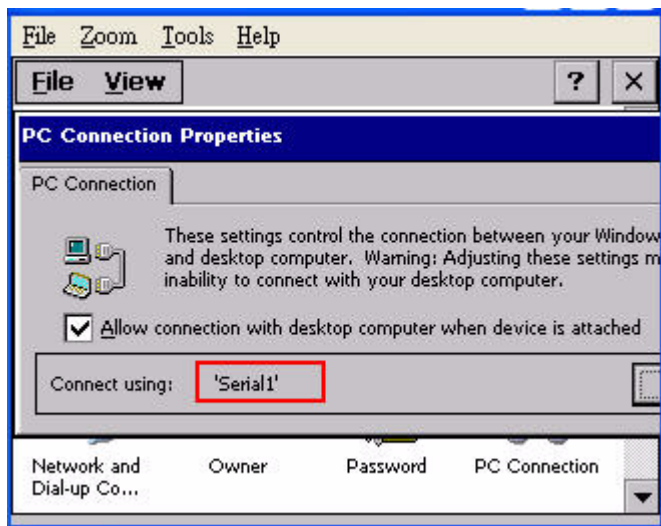 File Zoom Tools Help
File View ? ×
PC Connection Properties
PC Connection
These settings control the connection between your Window
and desktop computer. Warning: Adjusting these settings m
inability to connect with your desktop computer.
Allow connection with desktop computer when device is attached
Connect using: 'Serial1'
Network and Owner Password PC Connection
Dial-up Co...